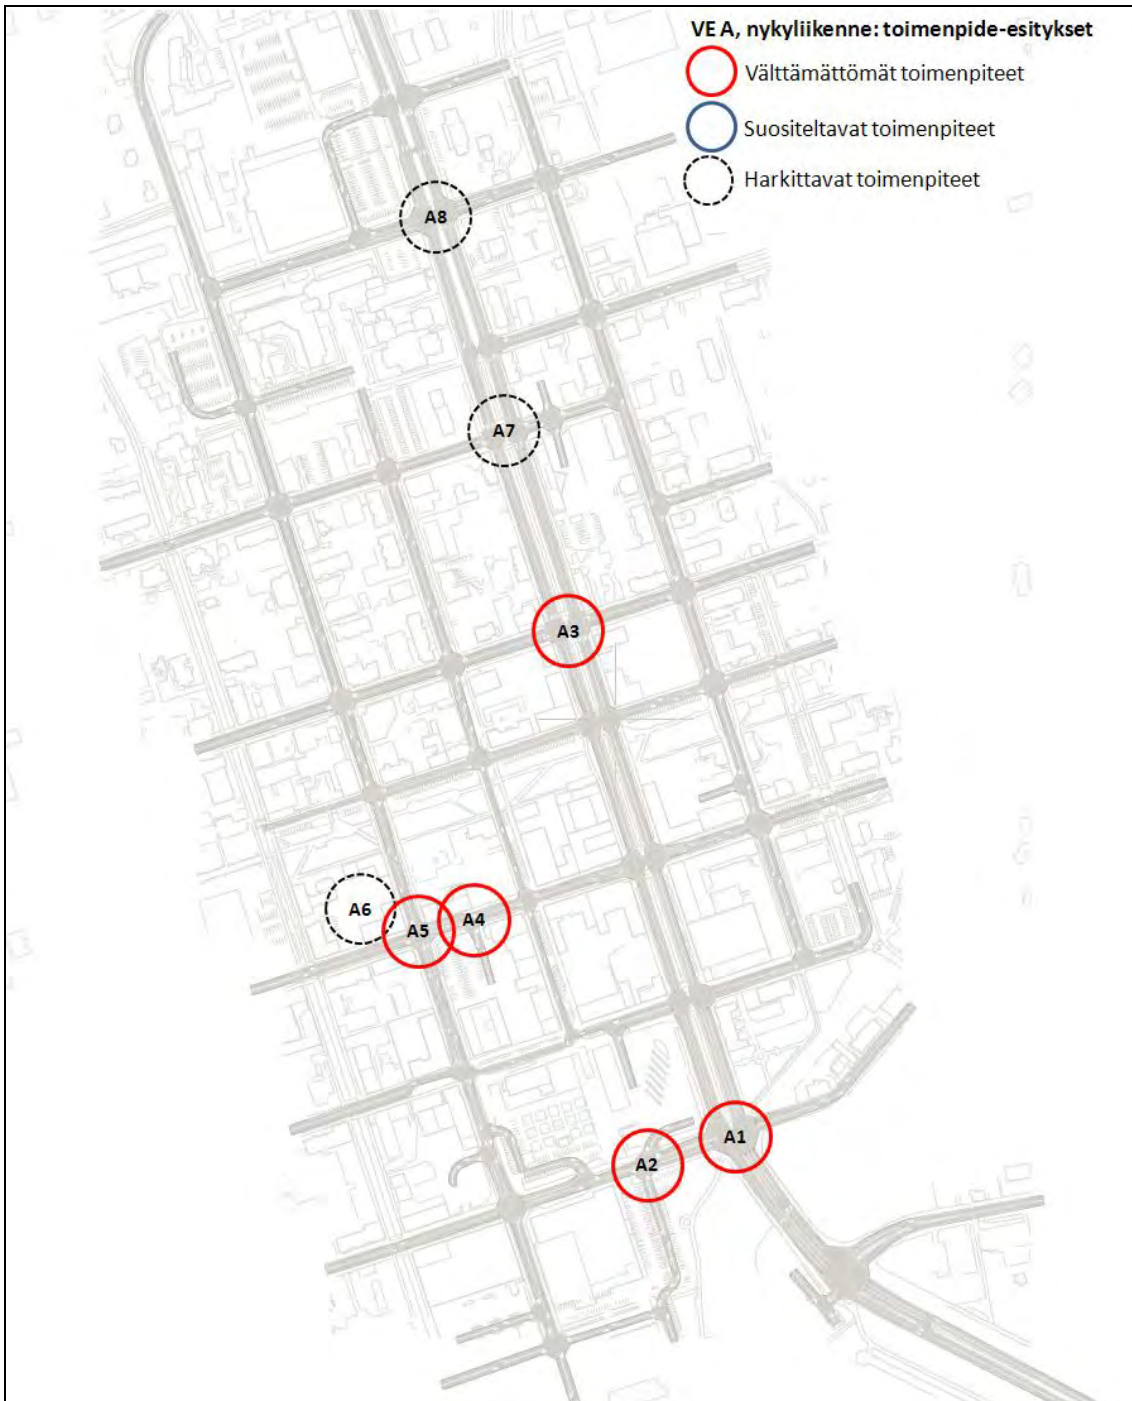 VE A, nykyliikenne: toimenpide-esitykset
Välttämättömät toimenpiteet
Suositeltavat toimenpiteet
Harkittavat toimenpiteet
A8
A7
A3
A6
A5
A4
A1
A2